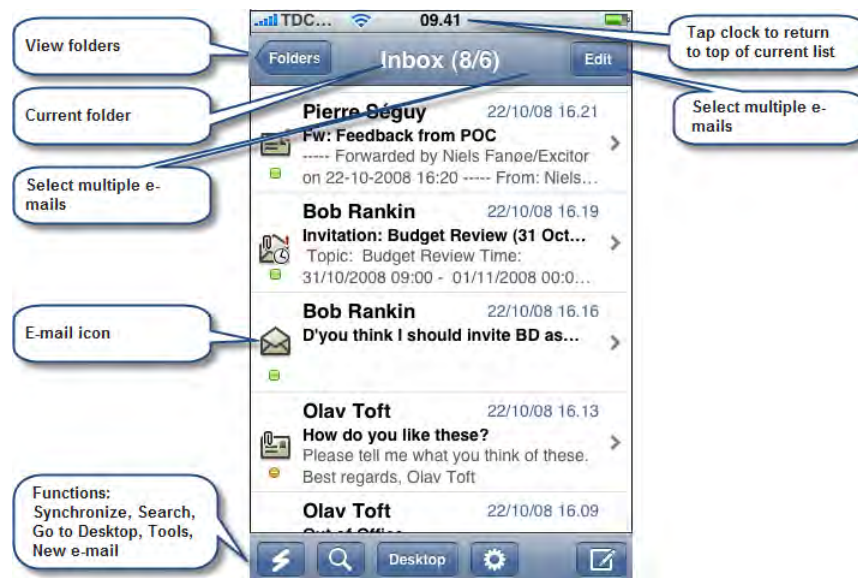 TDC... 09.41
Folders
Inbox (8/6)
Edit
Pierre Séguy 22/10/08 16.21
Fw: Feedback from POC
----- Forwarded by Niels Fanøe/Excitor
on 22-10-2008 16:20 ----- From: Niels...
Bob Rankin 22/10/08 16.19
Invitation: Budget Review (31 Oct...
Topic: Budget Review Time:
31/10/2008 09:00 - 01/11/2008 00:0...
Bob Rankin 22/10/08 16.16
D'you think I should invite BD as...
Olav Toft 22/10/08 16.13
How do you like these?
Please tell me what you think of these.
Best regards, Olav Toft
Olav Toft 22/10/08 16.09
Out of Office
Desktop
View folders
Current folder
Select multiple e-
mails
E-mail icon
Functions:
Synchronize, Search,
Go to Desktop, Tools,
New e-mail
Tap clock to return
to top of current list
Select multiple e-
mails